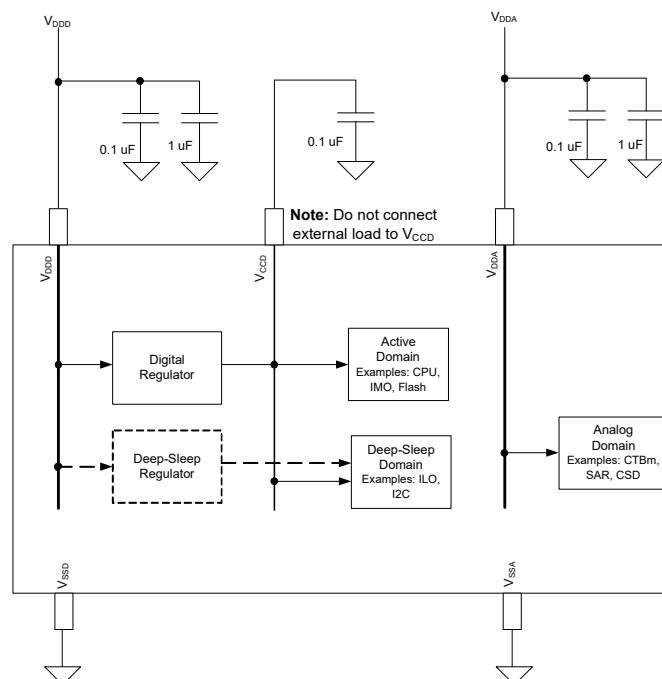 VDDD
VDDA
0.1 uF
1 uF
0.1 uF
0.1 uF
1 uF
Note: Do not connect
external load to VCCD
VDDD
VCCD
VDDA
Digital
Regulator
Active
Domain
Examples: CPU,
IMO, Flash
Deep-Sleep
Regulator
Deep-Sleep
Domain
Examples: ILO,
I2C
Analog
Domain
Examples: CTBm,
SAR, CSD
VSSD
VSSA